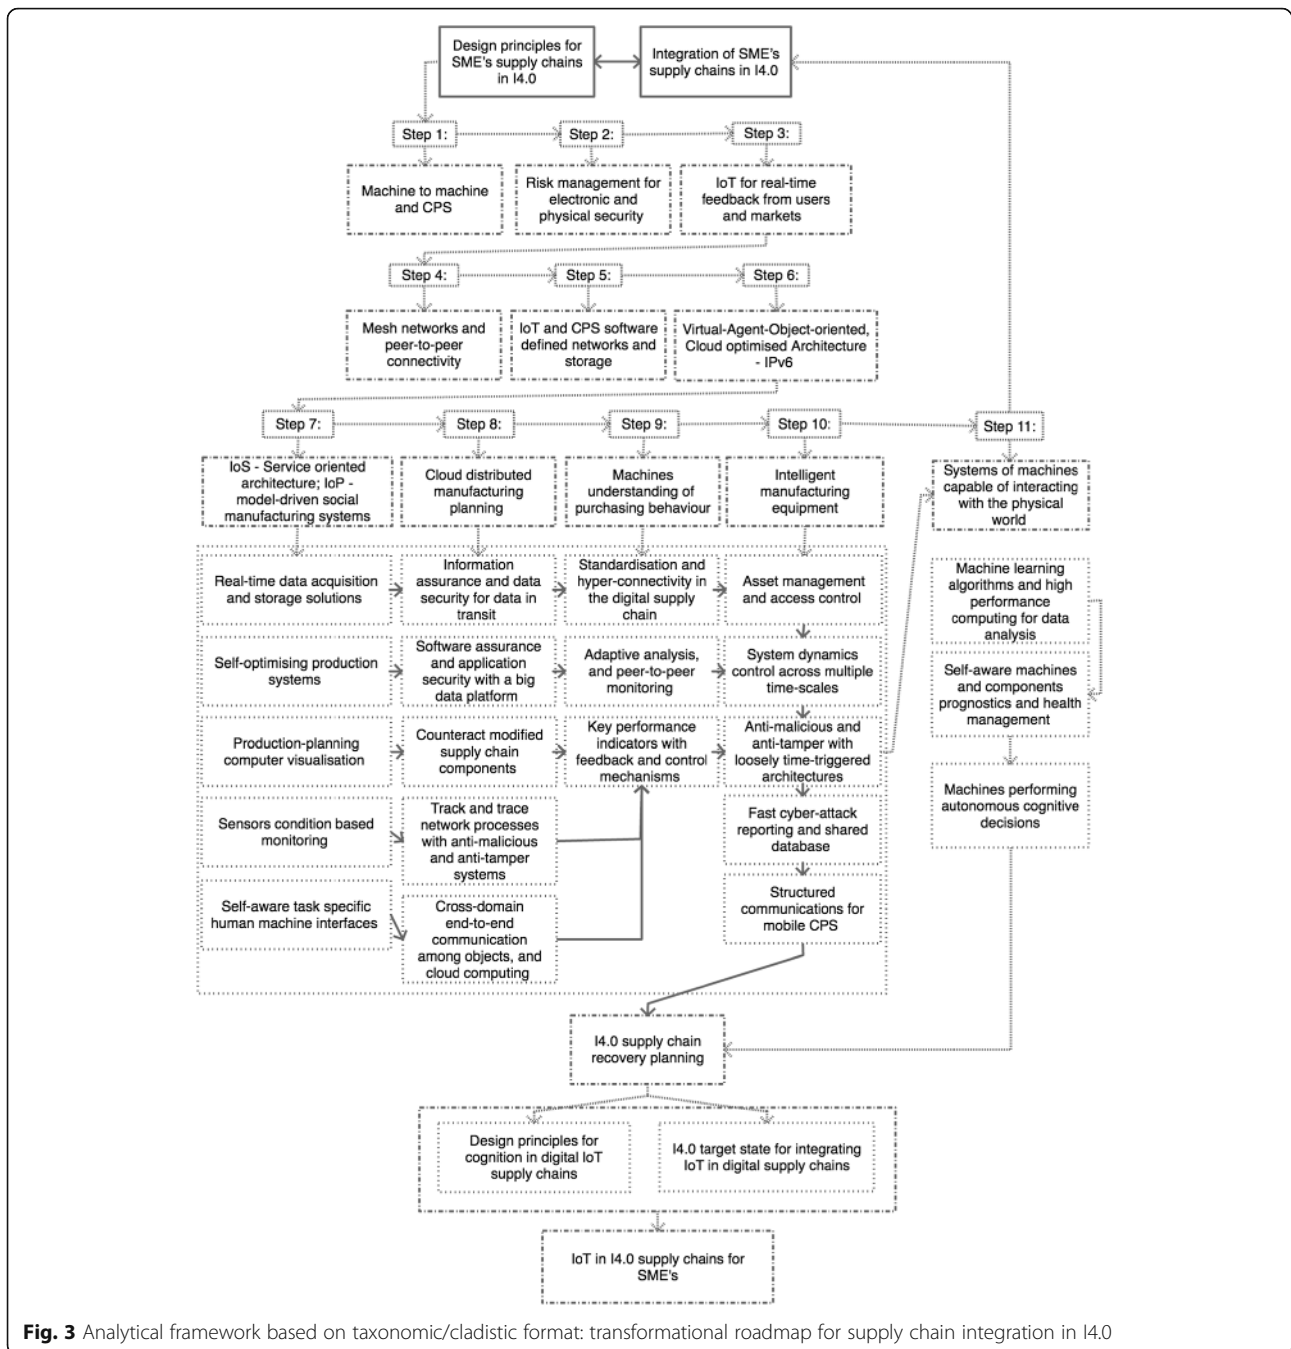 Design principles for
SME's supply chains
in I4.0
Integration of SME's
supply chains in I4.0
Step 1:
Step 2:
Step 3:
Machine to machine
and CPS
Risk management for
electronic and
physical security
IoT for real-time
feedback from users
and markets
Step 4:
Step 5:
Step 6:
Mesh networks and
peer-to-peer
connectivity
IoT and CPS software
defined networks and
storage
Virtual-Agent-Object-oriented,
Cloud optimised Architecture
- IPv6
Step 7:
Step 8:
Step 9:
Step 10:
Step 11:
IoS - Service oriented
architecture; IoP -
model-driven social
manufacturing systems
Cloud distributed
manufacturing
planning
Machines
understanding of
purchasing behaviour
Intelligent
manufacturing
equipment
Systems of machines
capable of interacting
with the physical
world
Real-time data acquisition
and storage solutions
Information
assurance and data
security for data in
transit
Standardisation and
hyper-connectivity in
the digital supply
chain
Asset management
and access control
Machine learning
algorithms and high
performance
computing for data
analysis
Self-optimising production
systems
Software assurance
and application
security with a big
data platform
Adaptive analysis,
and peer-to-peer
monitoring
System dynamics
control across multiple
time-scales
Self-aware machines
and components
prognostics and health
management
Production-planning
computer visualisation
Counteract modified
supply chain
components
Key performance
indicators with
feedback and control
mechanisms
Anti-malicious and
anti-tamper with
loosely time-triggered
architectures
Machines performing
autonomous cognitive
decisions
Sensors condition based
monitoring
Track and trace
network processes
with anti-malicious
and anti-tamper
systems
Fast cyber-attack
reporting and shared
database
Self-aware task specific
human machine interfaces
Cross-domain
end-to-end
communication
among objects, and
cloud computing
Structured
communications for
mobile CPS
I4.0 supply chain
recovery planning
Design principles for
cognition in digital IoT
supply chains
I4.0 target state for integrating
IoT in digital supply chains
IoT in I4.0 supply chains for
SME's
Fig. 3 Analytical framework based on taxonomic/cladistic format: transformational roadmap for supply chain integration in I4.0